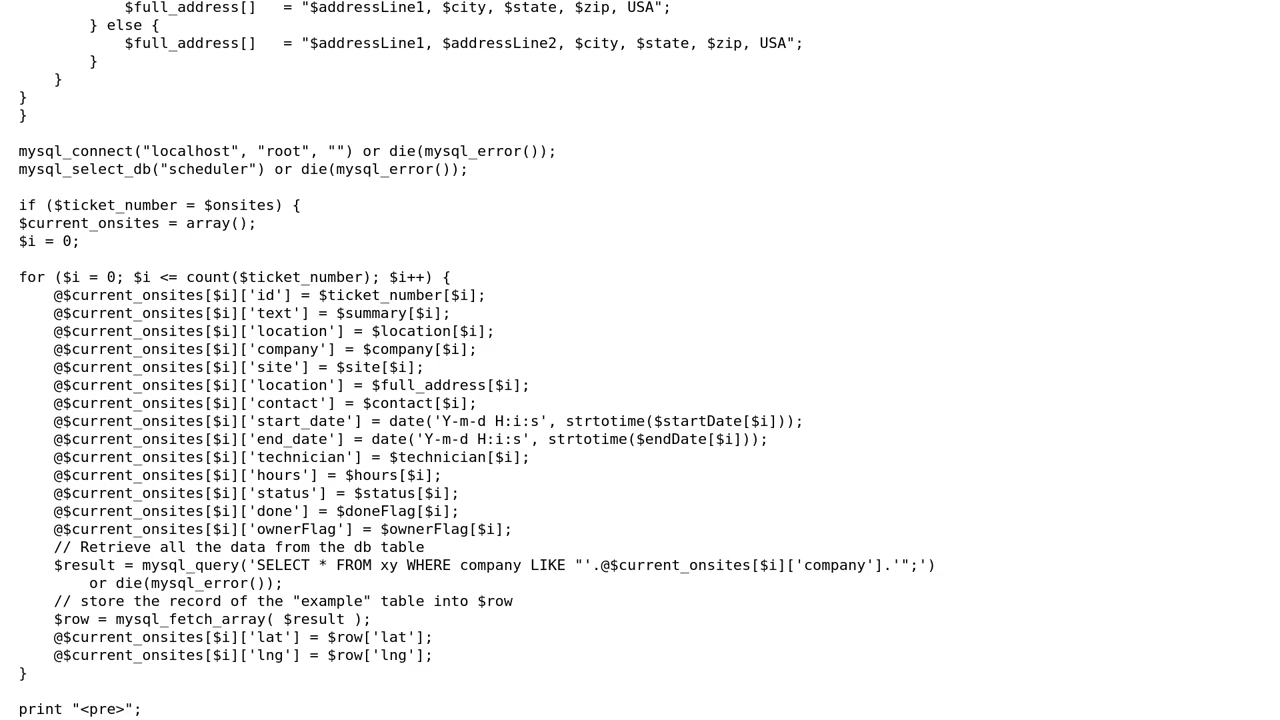 $full_address[]   = "$addressLine1, $city, $state, $zip, USA";
        } else {
            $full_address[]   = "$addressLine1, $addressLine2, $city, $state, $zip, USA";
        }
    }
}
}

mysql_connect("localhost", "root", "") or die(mysql_error());
mysql_select_db("scheduler") or die(mysql_error());

if ($ticket_number = $onsites) {
$current_onsites = array();
$i = 0;

for ($i = 0; $i <= count($ticket_number); $i++) {
    @$current_onsites[$i]['id'] = $ticket_number[$i];
    @$current_onsites[$i]['text'] = $summary[$i];
    @$current_onsites[$i]['location'] = $location[$i];
    @$current_onsites[$i]['company'] = $company[$i];
    @$current_onsites[$i]['site'] = $site[$i];
    @$current_onsites[$i]['location'] = $full_address[$i];
    @$current_onsites[$i]['contact'] = $contact[$i];
    @$current_onsites[$i]['start_date'] = date('Y-m-d H:i:s', strtotime($startDate[$i]));
    @$current_onsites[$i]['end_date'] = date('Y-m-d H:i:s', strtotime($endDate[$i]));
    @$current_onsites[$i]['technician'] = $technician[$i];
    @$current_onsites[$i]['hours'] = $hours[$i];
    @$current_onsites[$i]['status'] = $status[$i];
    @$current_onsites[$i]['done'] = $doneFlag[$i];
    @$current_onsites[$i]['ownerFlag'] = $ownerFlag[$i];
    // Retrieve all the data from the db table
    $result = mysql_query('SELECT * FROM xy WHERE company LIKE "'.@$current_onsites[$i]['company'].'";')
        or die(mysql_error());
    // store the record of the "example" table into $row
    $row = mysql_fetch_array( $result );
    @$current_onsites[$i]['lat'] = $row['lat'];
    @$current_onsites[$i]['lng'] = $row['lng'];
}

print "<pre>";